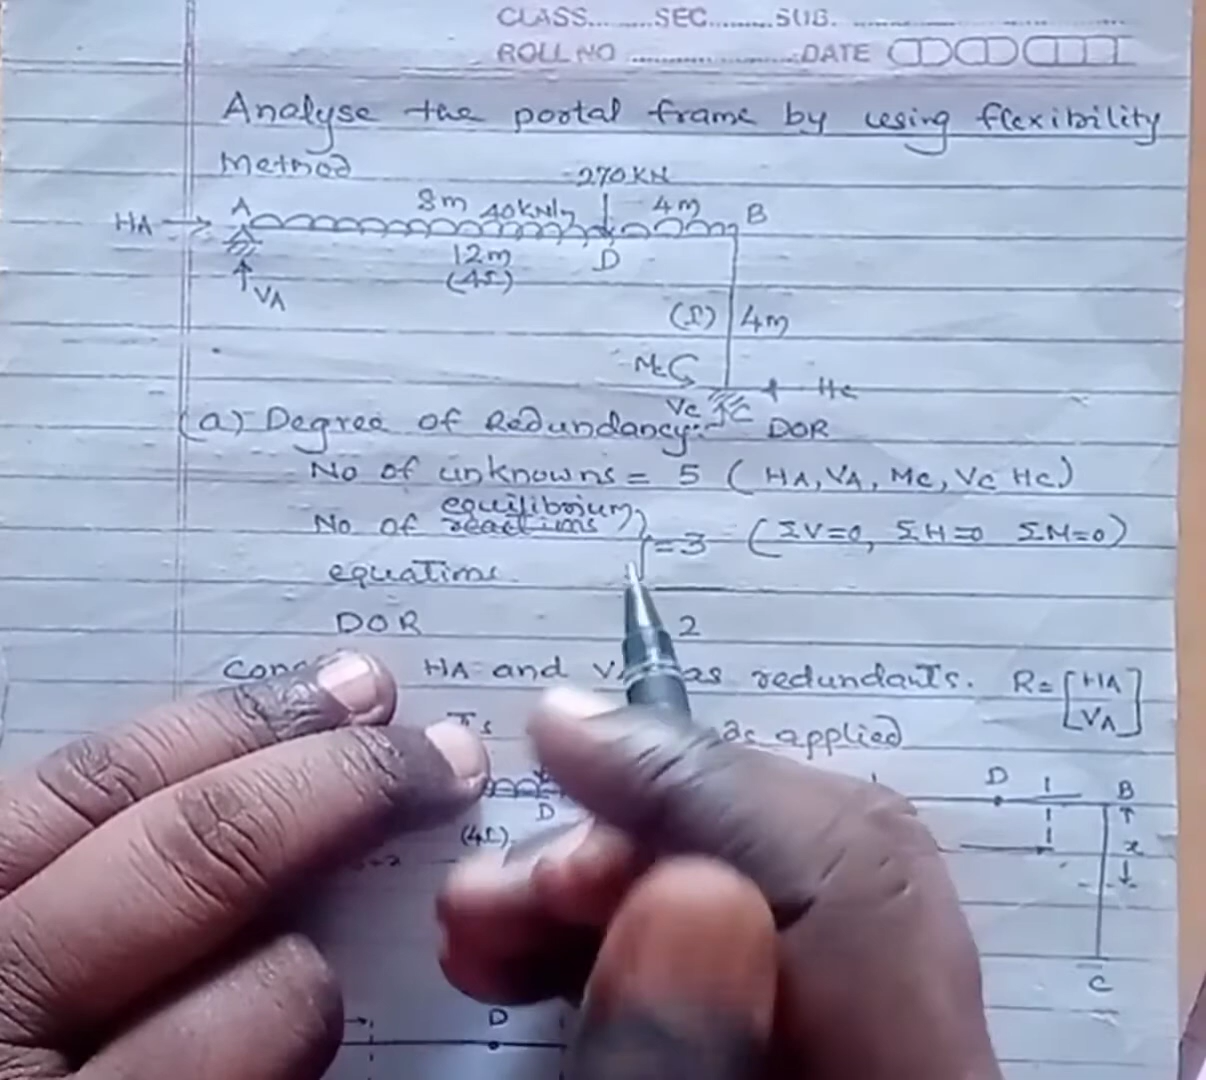 CLASS........SEC........SUB. ........................
ROLL NO ....................DATE
Analyse the portal frame by using flexibility
Method
270KN
8m 40KN/m 4m
HA A B
12m D
(4I)
VA
(I) 4m
Mc
Vc C Hc
(a) Degree of Redundancy:- DOR
No of unknowns = 5 (HA, VA, Mc, Vc Hc)
No of equilibrium
equations = 3 (ΣV=0, ΣH=0 ΣM=0)
DOR 2
HA and as redundants. R= [HA
VA]
as applied
D 1 B
D
(4I) x
C
D